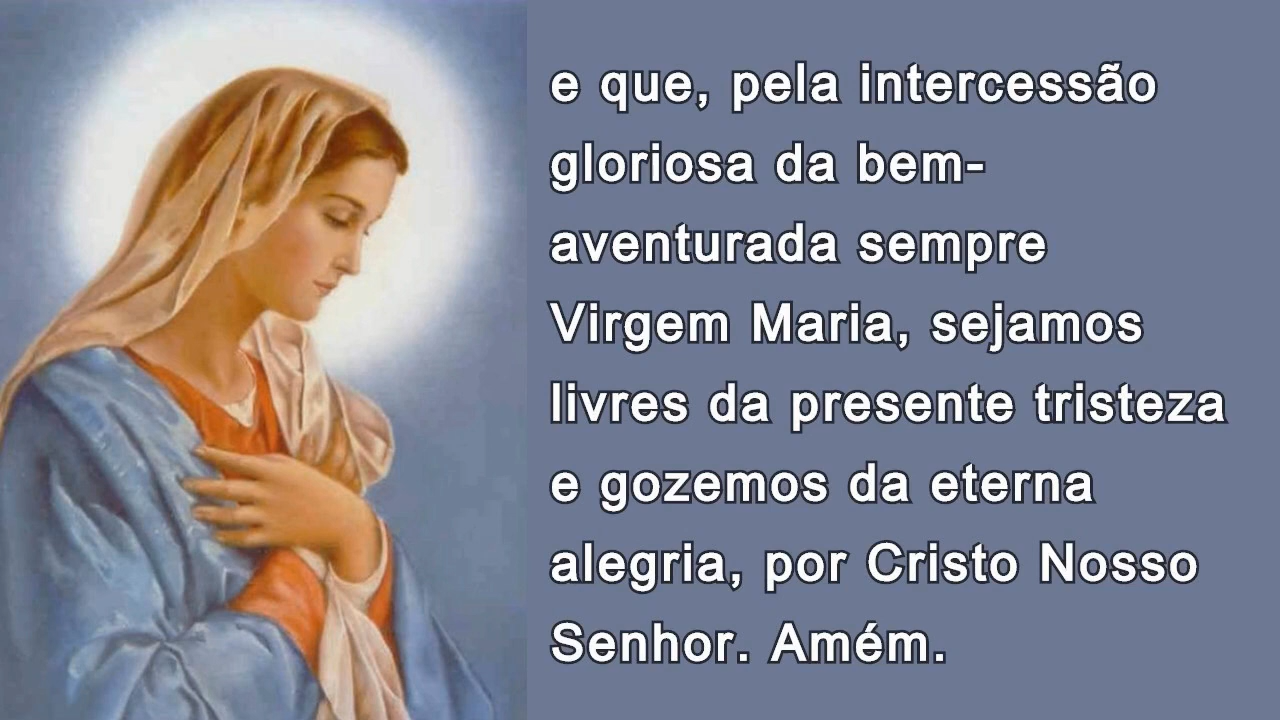 e que, pela intercessão
gloriosa da bem-
aventurada sempre
Virgem Maria, sejamos
livres da presente tristeza
e gozemos da eterna
alegria, por Cristo Nosso
Senhor. Amém.